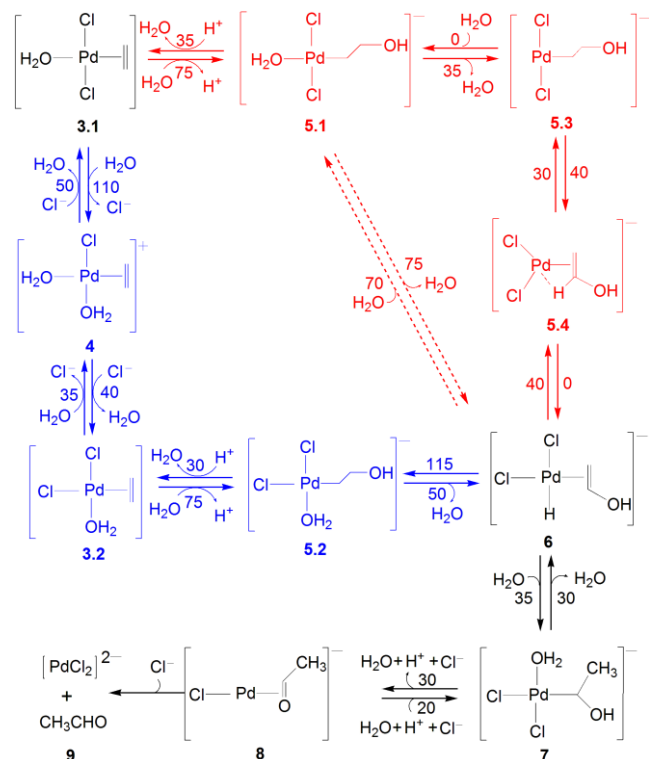 Cl
H₂O Pd
Cl
3.1
+
H₂O 35 H⁺
H₂O 75 H⁺
Cl −
H₂O Pd OH
Cl
5.1
H₂O
0
35
H₂O
Cl −
Pd OH
Cl
5.3
H₂O H₂O
50 110
Cl⁻ Cl⁻
30 40
Cl +
H₂O Pd
OH₂
4
75
70 H₂O
H₂O
−
Cl
Pd
Cl H OH
5.4
Cl⁻ Cl⁻
35 40
H₂O H₂O
40 0
Cl
Cl Pd
OH₂
3.2
H₂O 30 H⁺
H₂O 75 H⁺
Cl −
Cl Pd OH
OH₂
5.2
115
50
H₂O
Cl −
Cl Pd
H OH
6
H₂O H₂O
35 30
[PdCl₂]²⁻
+
CH₃CHO
9
Cl⁻
CH₃ −
Cl Pd
O
8
H₂O + H⁺ + Cl⁻
30
20
H₂O + H⁺ + Cl⁻
OH₂ −
CH₃
Cl Pd
Cl OH
7